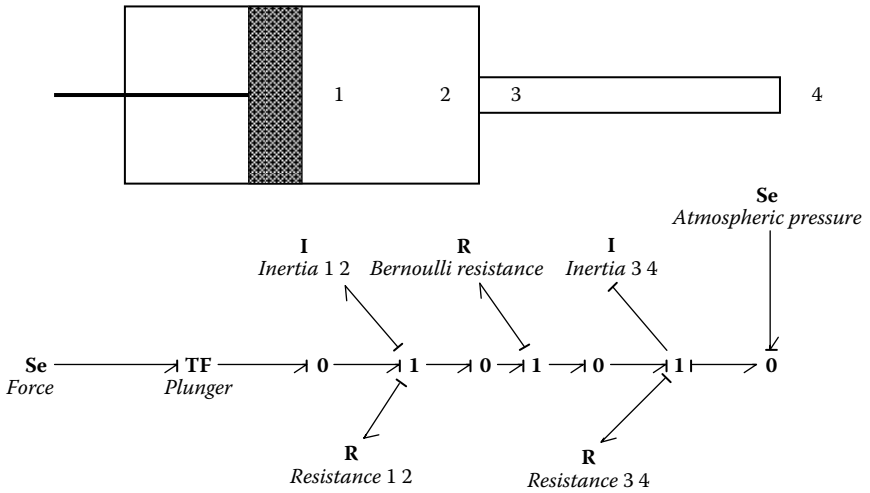 1 2 3 4
Se
Atmospheric pressure
I R I
Inertia 1 2 Bernoulli resistance Inertia 3 4
Se TF 0 1 0 1 0 1 0
Force Plunger
R R
Resistance 1 2 Resistance 3 4